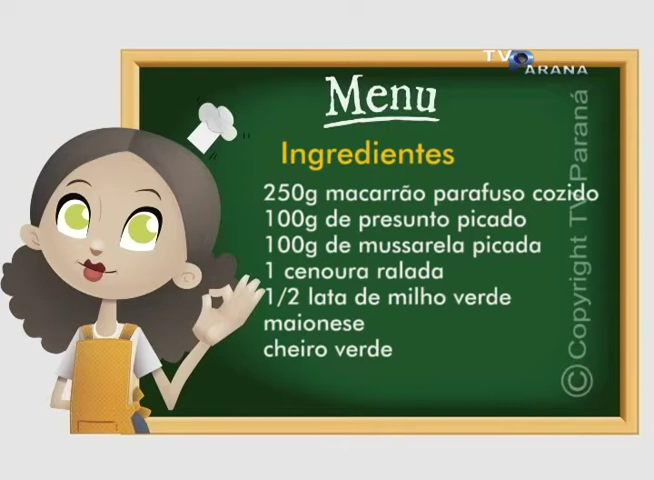 TV PARANA
Menu
Ingredientes
250g macarrão parafuso cozido
100g de presunto picado
100g de mussarela picada
1 cenoura ralada
1/2 lata de milho verde
maionese
cheiro verde
© Copyright TV Paraná